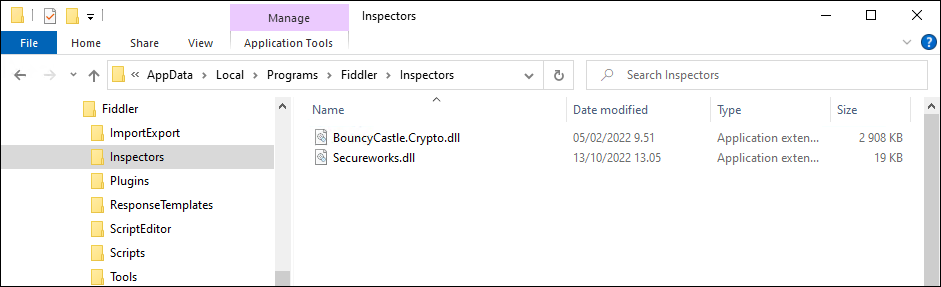 Manage Inspectors
File Home Share View Application Tools
« AppData > Local > Programs > Fiddler > Inspectors Search Inspectors
Fiddler
ImportExport
Inspectors
Plugins
ResponseTemplates
ScriptEditor
Scripts
Tools
Name Date modified Type Size
BouncyCastle.Crypto.dll 05/02/2022 9.51 Application exten... 2 908 KB
Secureworks.dll 13/10/2022 13.05 Application exten... 19 KB